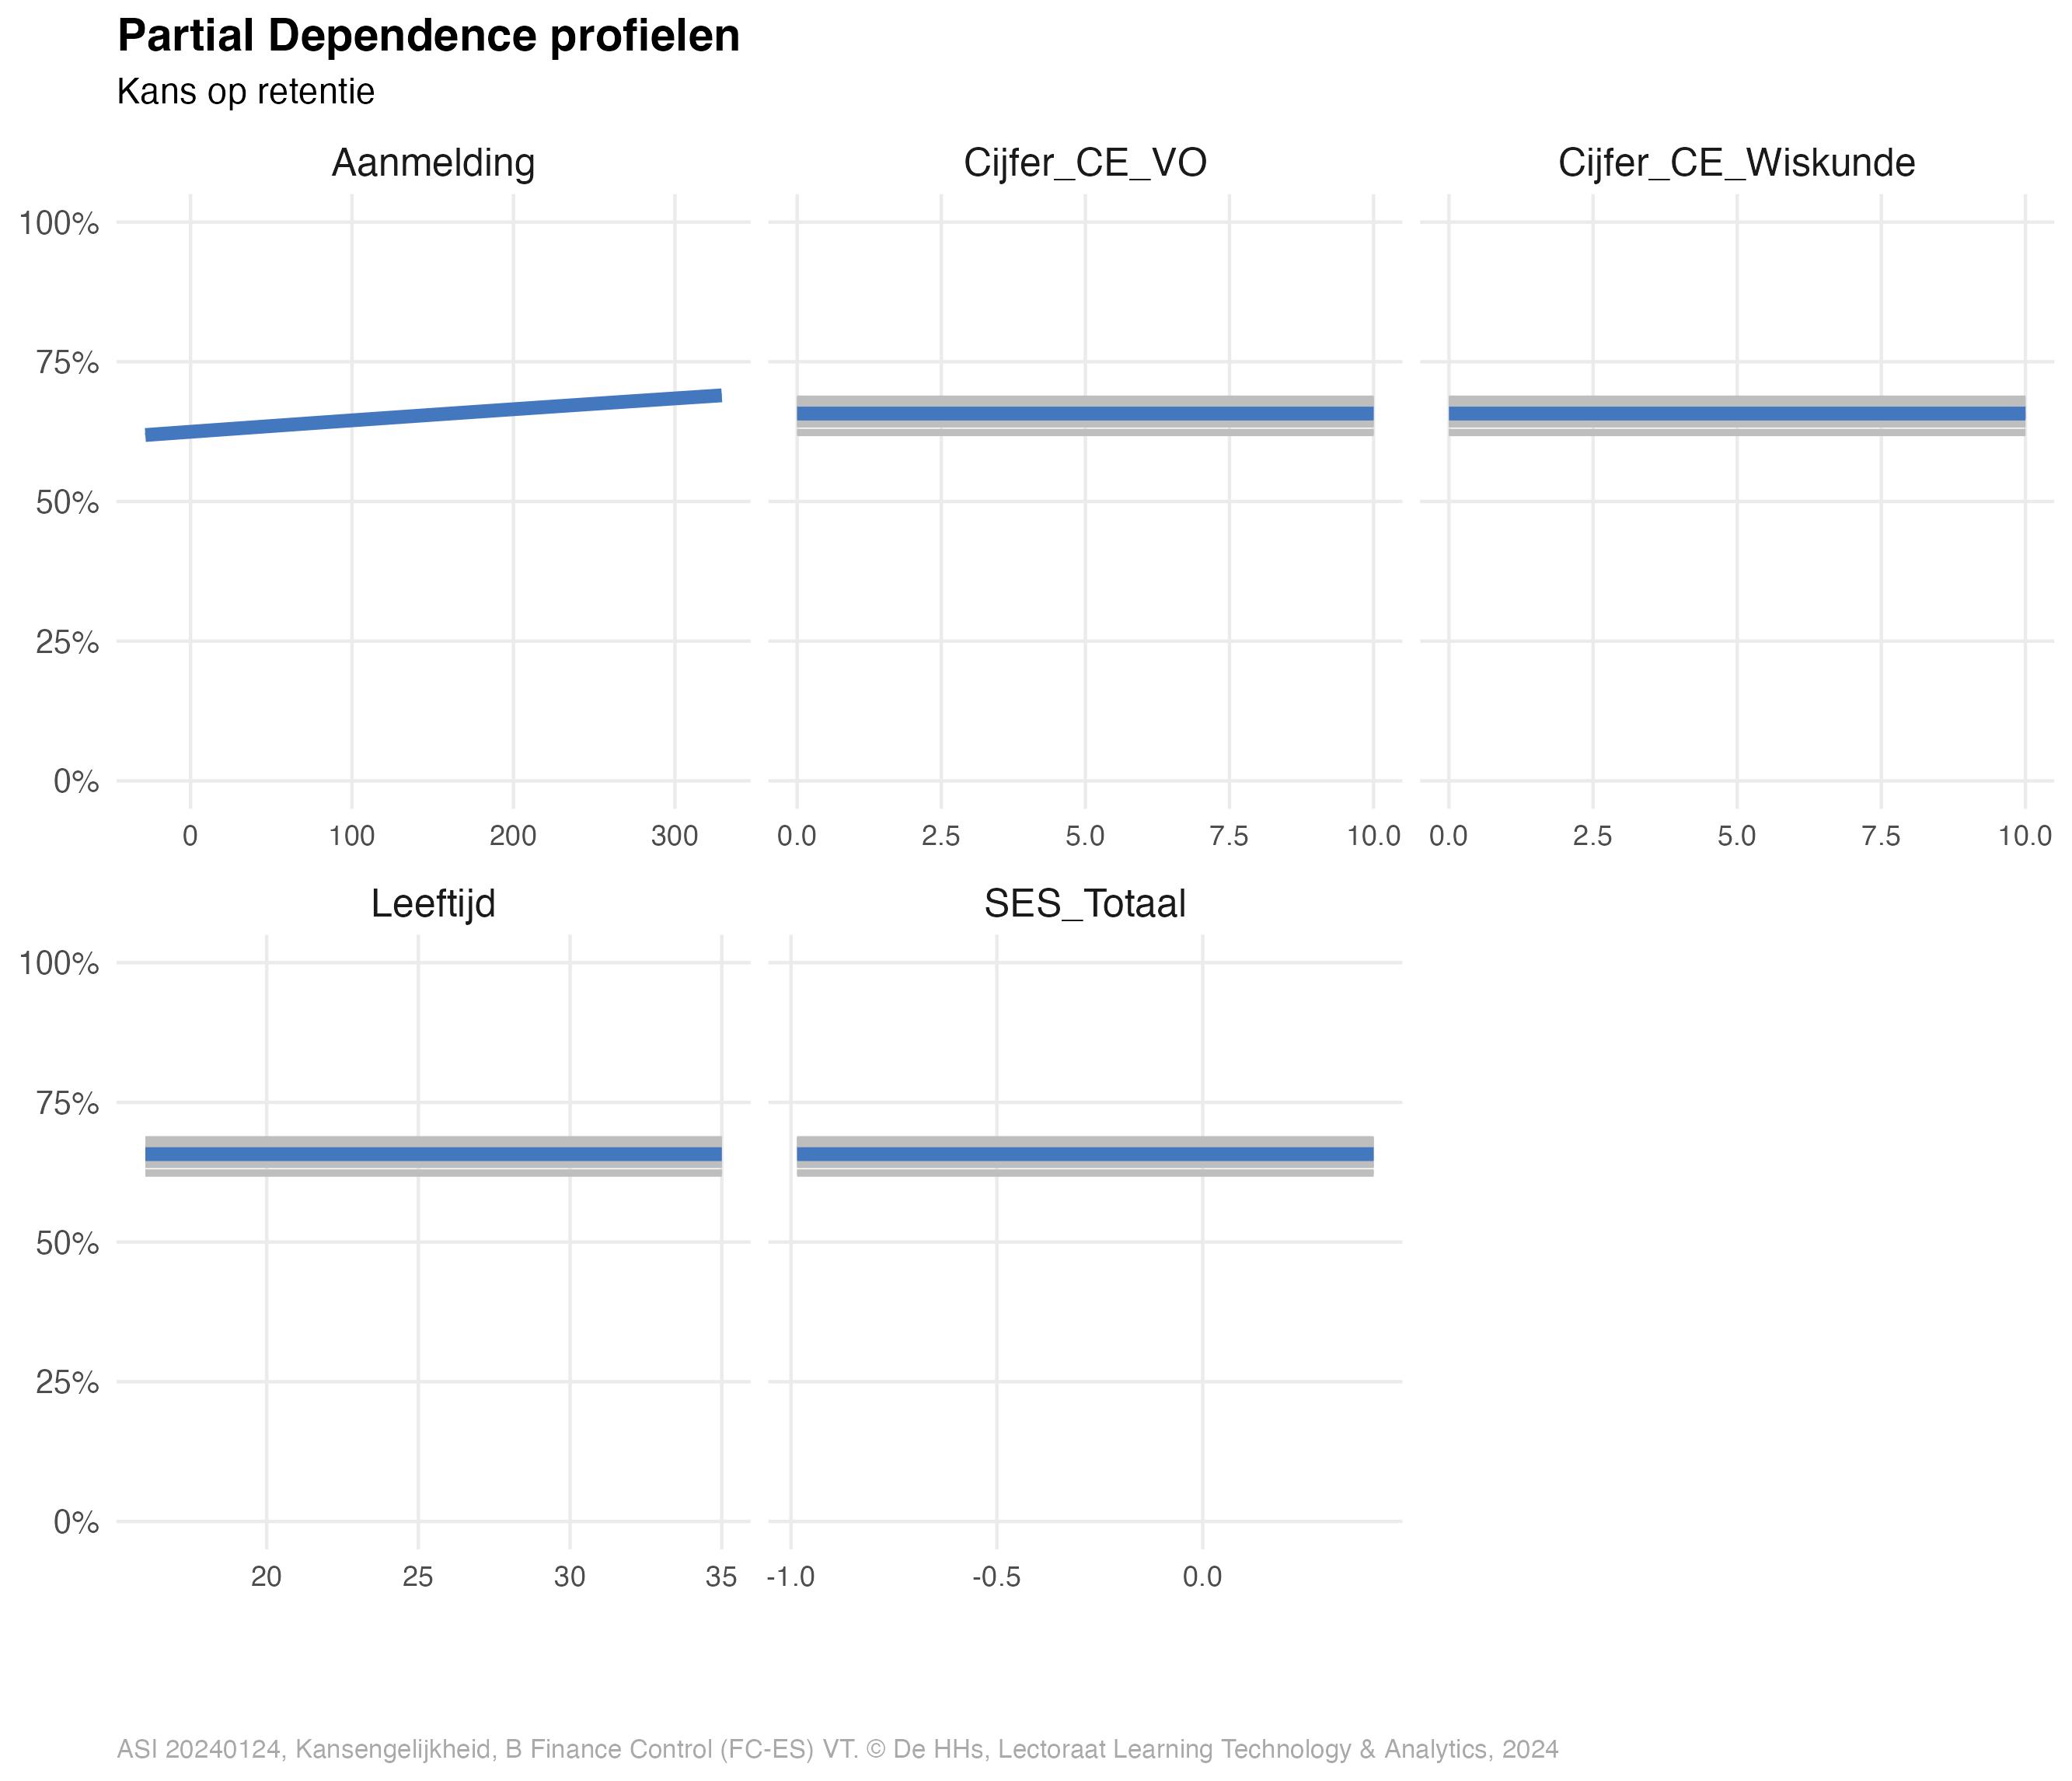 Partial Dependence profielen
Kans op retentie
Aanmelding
Cijfer_CE_VO
Cijfer_CE_Wiskunde
100%
75%
50%
25%
0%
0 100 200 300
0.0 2.5 5.0 7.5 10.0
0.0 2.5 5.0 7.5 10.0
Leeftijd
SES_Totaal
100%
75%
50%
25%
0%
20 25 30 35
-1.0 -0.5 0.0
ASI 20240124, Kansengelijkheid, B Finance Control (FC-ES) VT. © De HHs, Lectoraat Learning Technology & Analytics, 2024